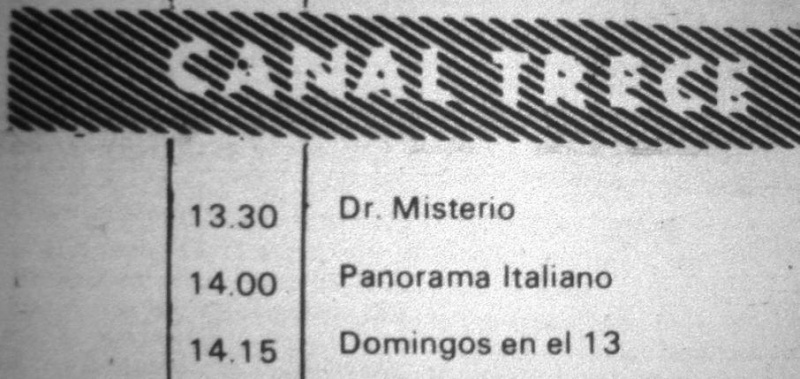 CANAL TRECE
13.30 Dr. Misterio
14.00 Panorama Italiano
14.15 Domingos en el 13